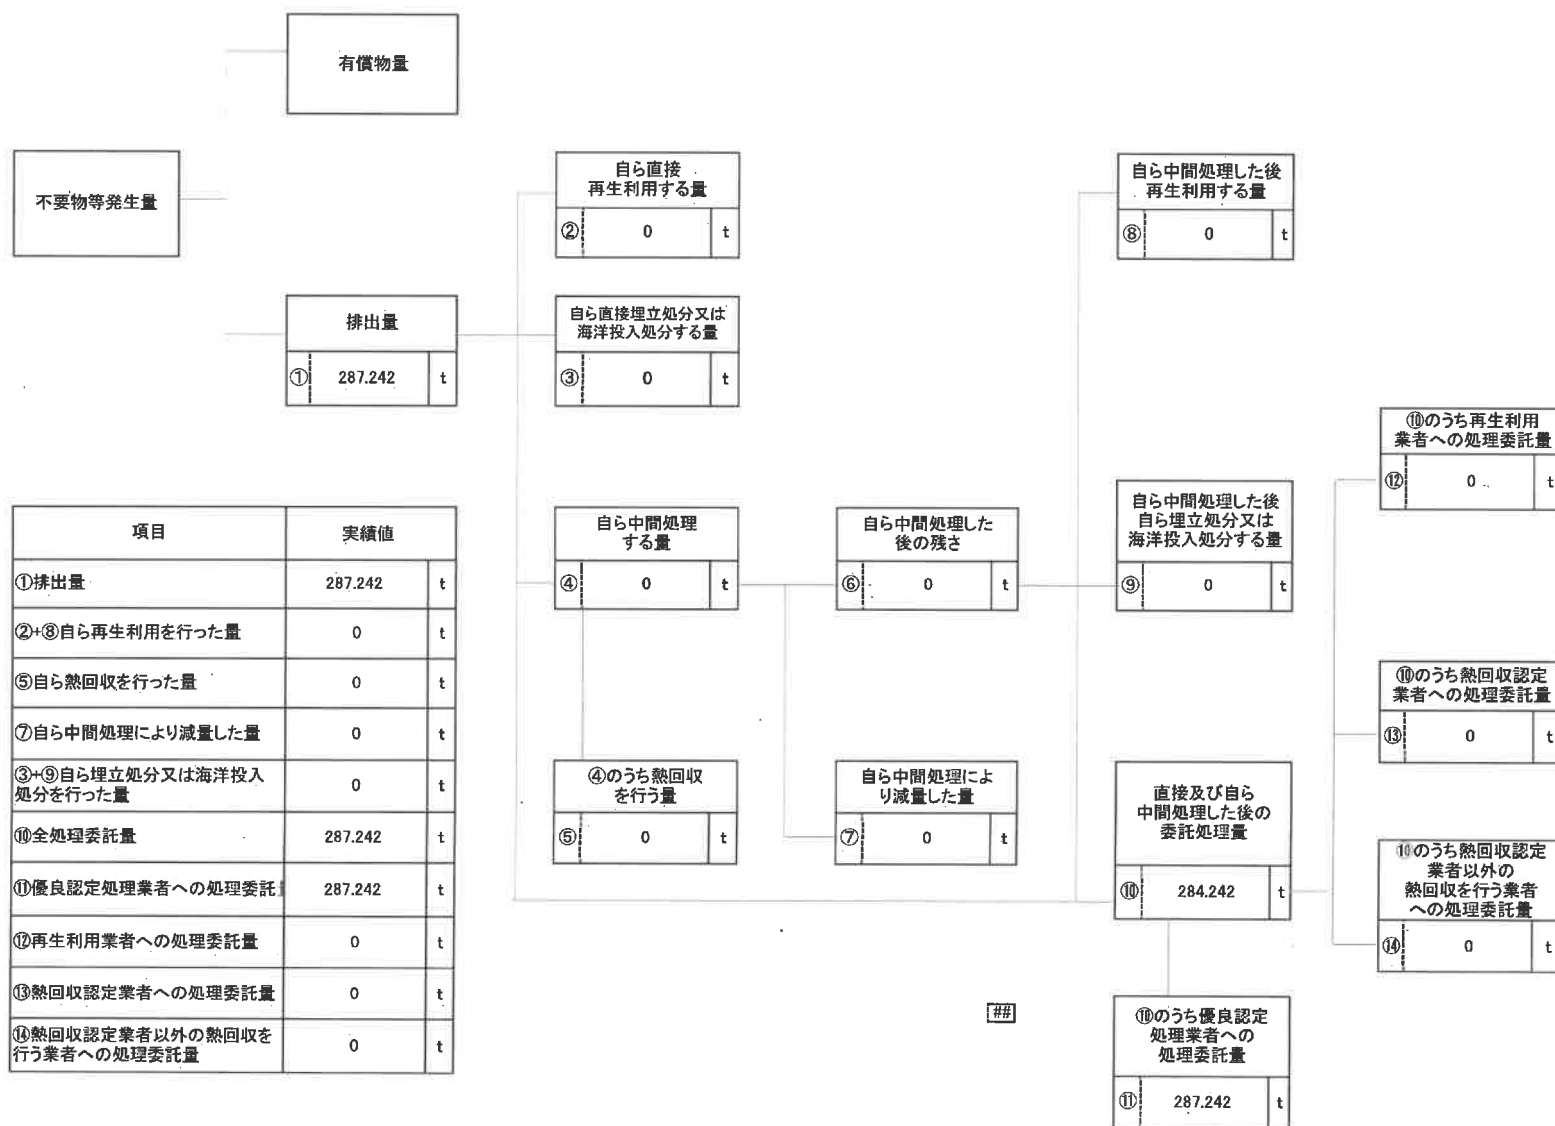 有償物量
不要物等発生量
自ら直接
再生利用する量
② 0 t
自ら中間処理した後
再生利用する量
⑧ 0 t
排出量
① 287.242 t
自ら直接埋立処分又は
海洋投入処分する量
③ 0 t
⑩のうち再生利用
業者への処理委託量
⑫ 0 t
項目 実績値
①排出量 287.242 t
②+⑧自ら再生利用を行った量 0 t
⑤自ら熱回収を行った量 0 t
⑦自ら中間処理により減量した量 0 t
③+⑨自ら埋立処分又は海洋投入
処分を行った量 0 t
⑩全処理委託量 287.242 t
⑪優良認定処理業者への処理委託 287.242 t
⑫再生利用業者への処理委託量 0 t
⑬熱回収認定業者への処理委託量 0 t
⑭熱回収認定業者以外の熱回収を
行う業者への処理委託量 0 t
自ら中間処理
する量
④ 0 t
自ら中間処理した
後の残さ
⑥ 0 t
自ら中間処理した後
自ら埋立処分又は
海洋投入処分する量
⑨ 0 t
⑩のうち熱回収認定
業者への処理委託量
⑬ 0 t
④のうち熱回収
を行う量
⑤ 0 t
自ら中間処理によ
り減量した量
⑦ 0 t
直接及び自ら
中間処理した後の
委託処理量
⑩ 284.242 t
⑩のうち熱回収認定
業者以外の
熱回収を行う業者
への処理委託量
⑭ 0 t
##
⑩のうち優良認定
処理業者への
処理委託量
⑪ 287.242 t